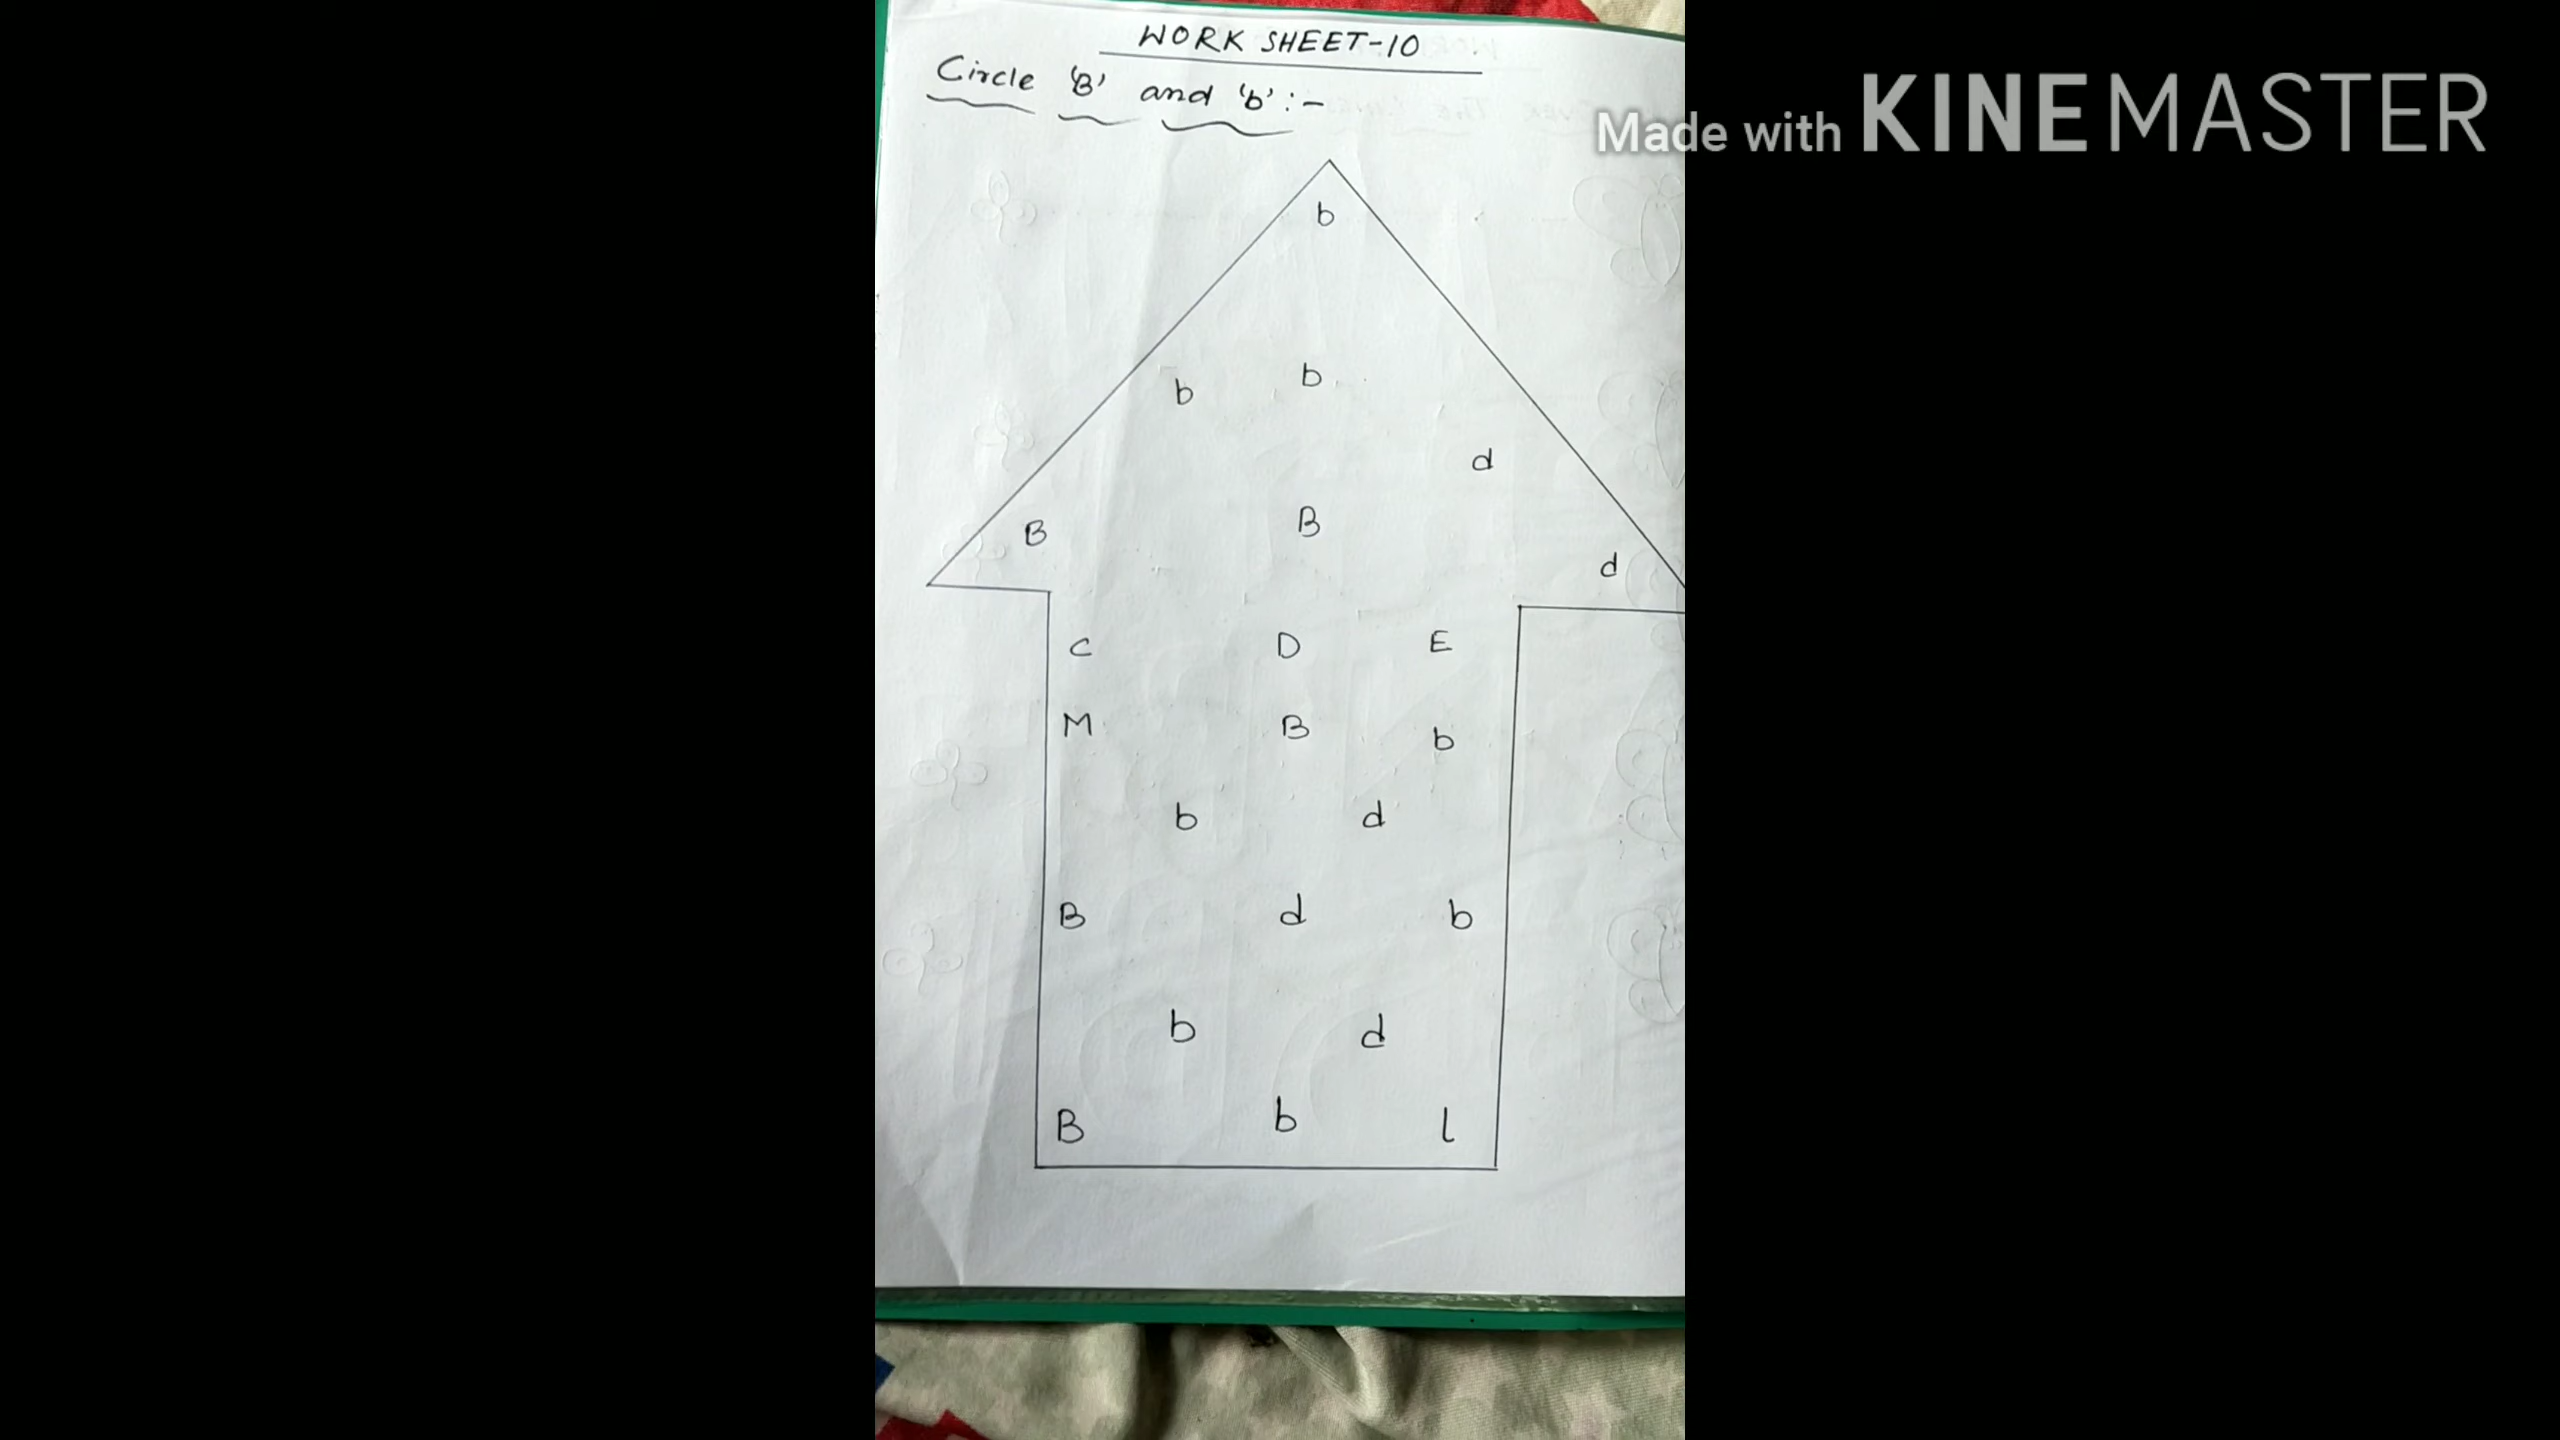 WORK SHEET-10
Circle 'B' and 'b':-
Made with KINEMASTER
b
b b
d
B B
d
C D E
M B b
b d
B d b
b d
B b l